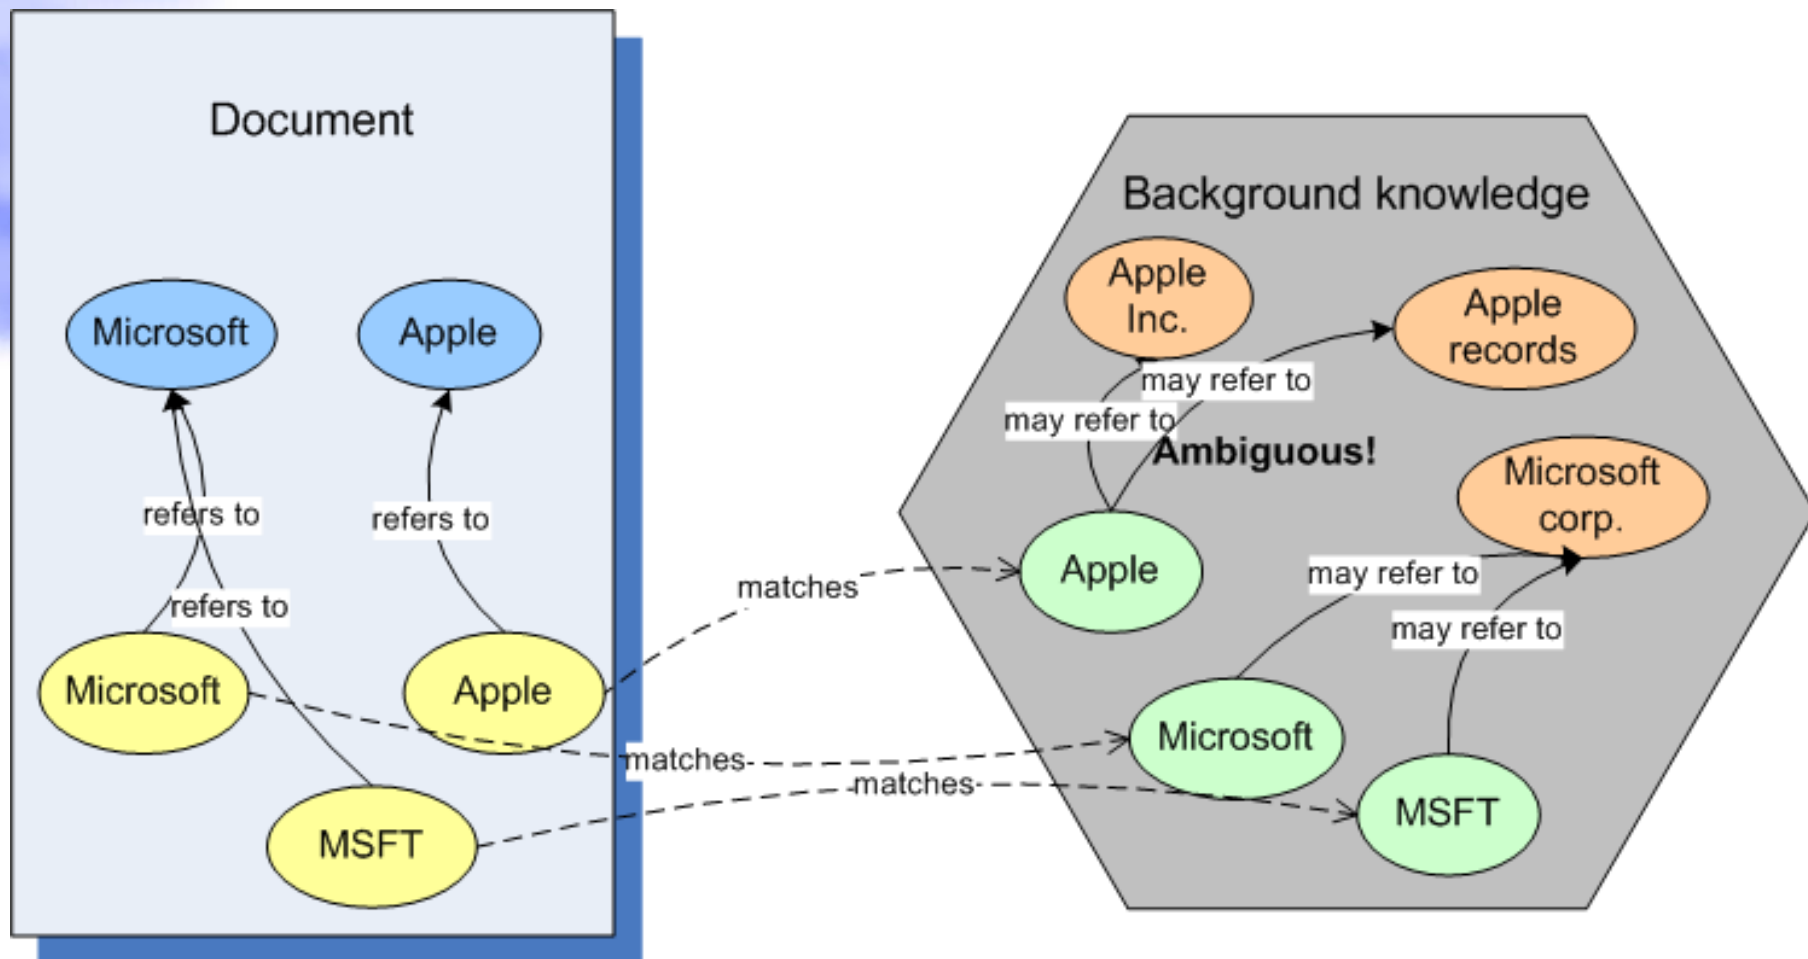 Document
Microsoft
Apple
refers to
refers to
refers to
Microsoft
Apple
MSFT
matches
matches
matches
Background knowledge
Apple
Inc.
Apple
records
may refer to
may refer to
Ambiguous!
Microsoft
corp.
Apple
may refer to
may refer to
Microsoft
MSFT